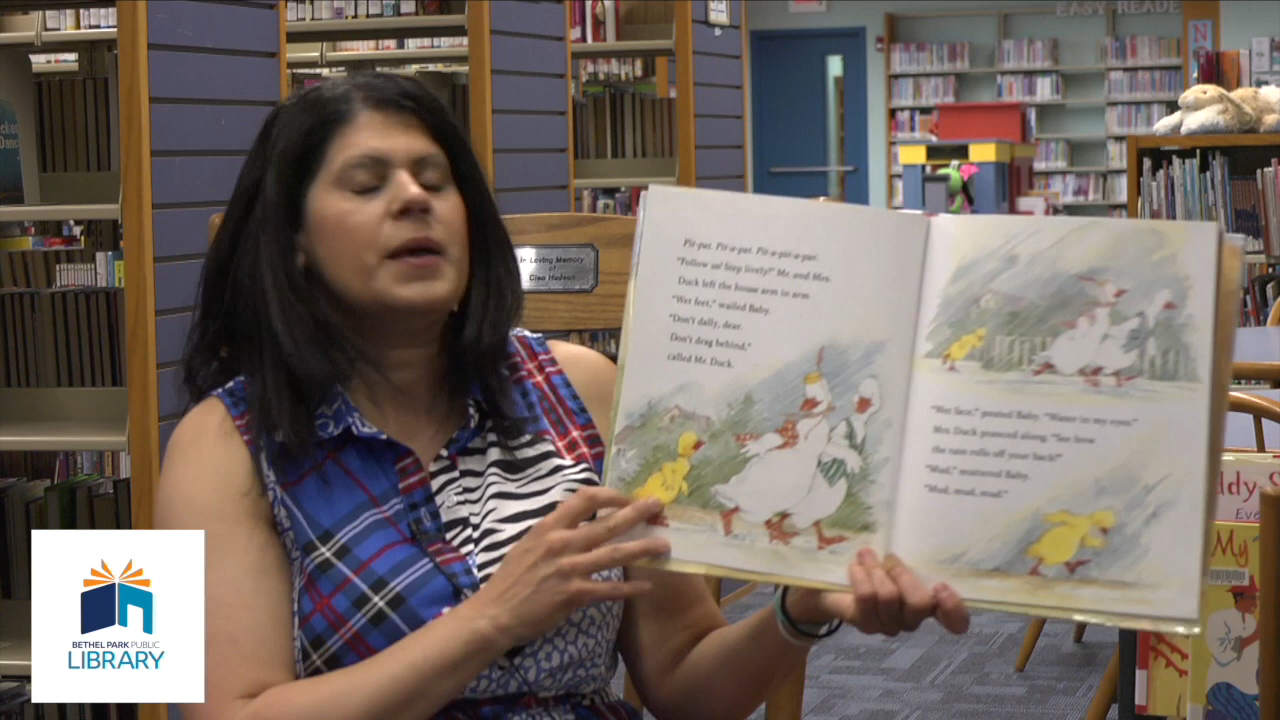 EASY READE
In Loving Memory
of
Cleo Hudson
Pit-pat. Pit-a-pat. Pit-a-pit-a-pat.
"Follow us! Step lively!" Mr. and Mrs.
Duck left the house arm in arm.
"Wet feet," wailed Baby.
"Don't dally, dear.
Don't drag behind,"
called Mr. Duck.
"Wet face," pouted Baby. "Water in my eyes."
Mrs. Duck pranced along. "See how
the rain rolls off your back!"
"Mud," muttered Baby.
"Mud, mud, mud."
My
BETHEL PARK PUBLIC
LIBRARY